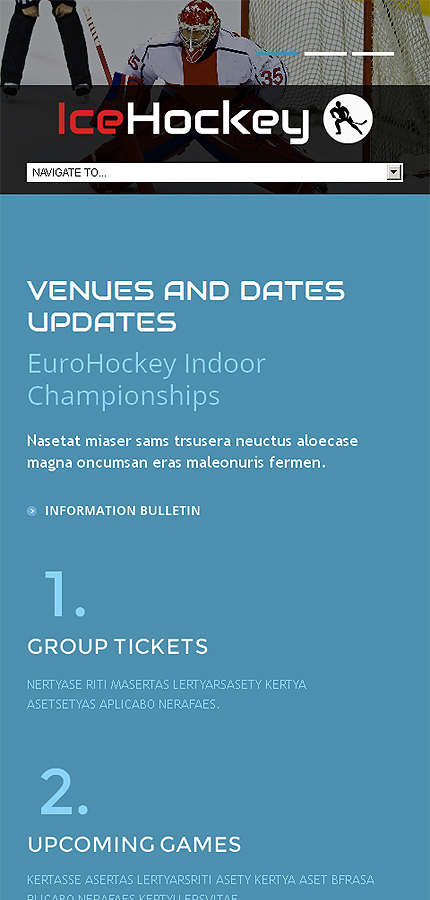 35
35
IceHockey
NAVIGATE TO...
VENUES AND DATES
UPDATES
EuroHockey Indoor
Championships
Nasetat miaser sams trsusera neuctus aloecase
magna oncumsan eras maleonuris fermen.
INFORMATION BULLETIN
1.
GROUP TICKETS
NERTYASE RITI MASERTAS LERTYARSASETY KERTYA
ASETSETYAS APLICABO NERAFAES.
2.
UPCOMING GAMES
KERTASSE ASERTAS LERTYARSRITI ASETY KERTYA ASET BFRASA